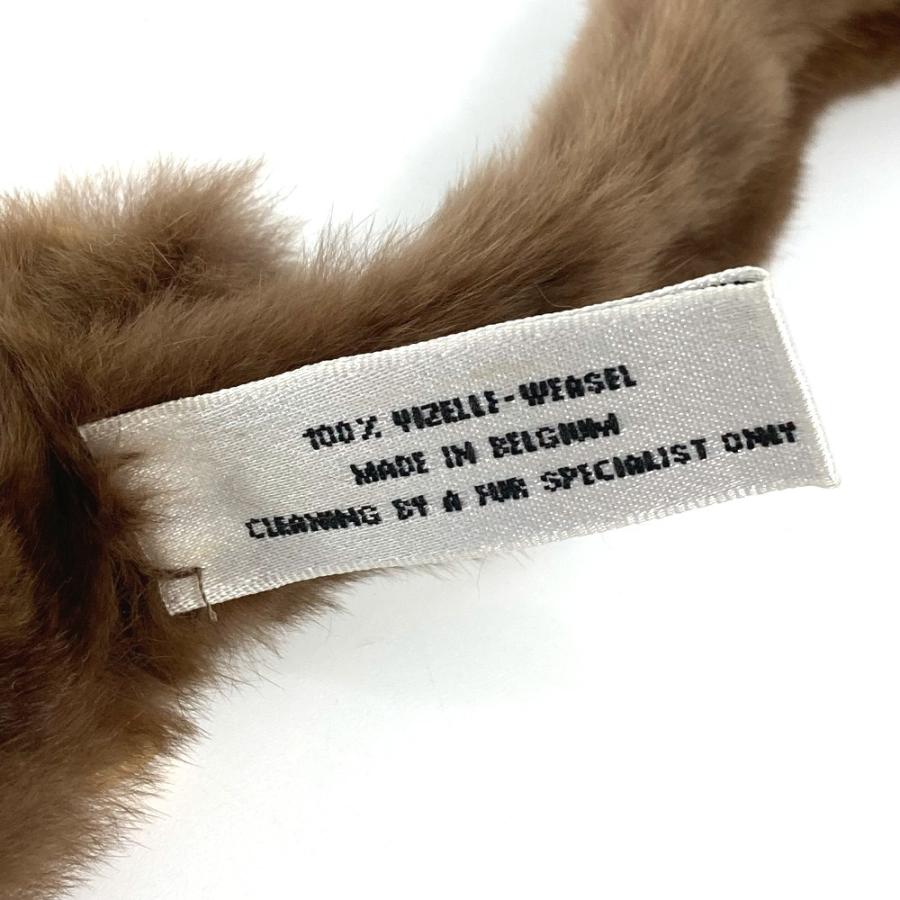 100% VIZELLE-WEASEL
MADE IN BELGIUM
CLEANING BY A FUR SPECIALIST ONLY